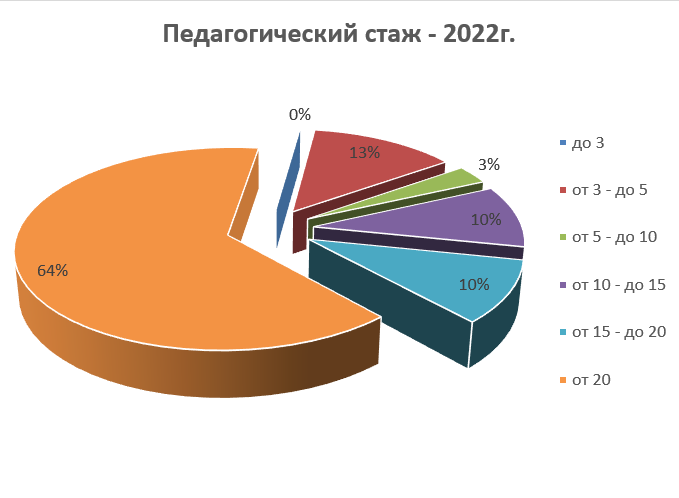 Педагогический стаж - 2022г.
0%
13%
3%
10%
10%
64%
до 3
от 3 - до 5
от 5 - до 10
от 10 - до 15
от 15 - до 20
от 20